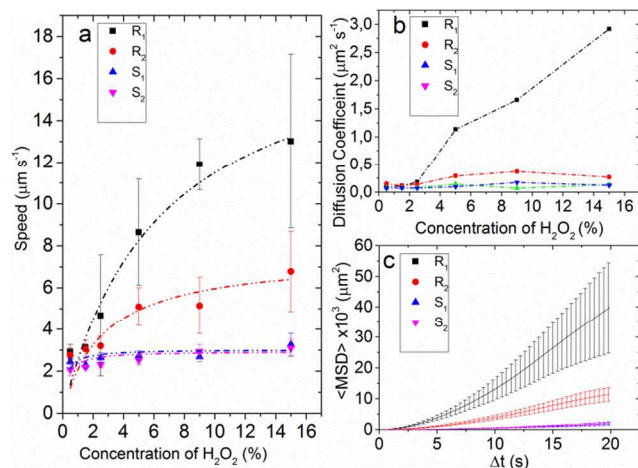 a
R1
R2
S1
S2
18
16
14
12
10
8
6
4
2
0
Speed (μm s-1)
0 2 4 6 8 10 12 14 16
Concentration of H2O2 (%)
b
R1
R2
S1
S2
3,0
2,5
2,0
1,5
1,0
0,5
0,0
Diffusion Coefficeint (μm2 s-1)
0 2 4 6 8 10 12 14 16
Concentration of H2O2 (%)
c
R1
R2
S1
S2
60
50
40
30
20
10
0
<MSD> x103 (μm2)
0 5 10 15 20
Δt (s)